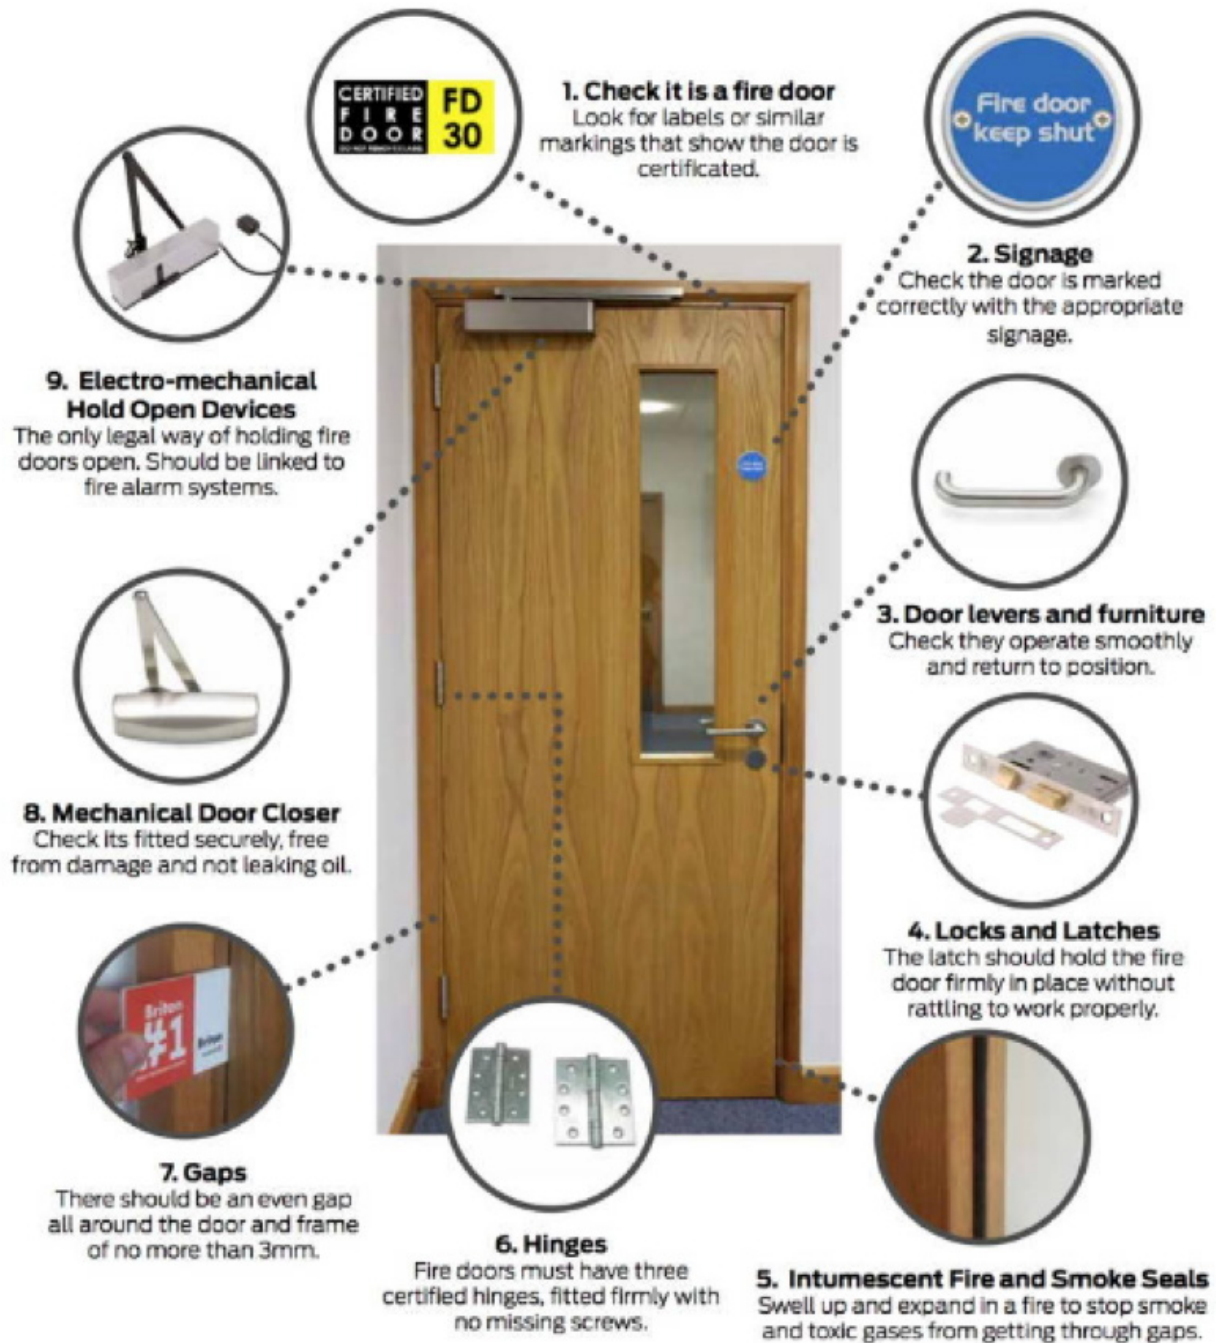 CERTIFIED
FIRE
DOOR
FD
30
1. Check it is a fire door
Look for labels or similar
markings that show the door is
certificated.
Fire door
keep shut
2. Signage
Check the door is marked
correctly with the appropriate
signage.
9. Electro-mechanical
Hold Open Devices
The only legal way of holding fire
doors open. Should be linked to
fire alarm systems.
3. Door levers and furniture
Check they operate smoothly
and return to position.
8. Mechanical Door Closer
Check its fitted securely, free
from damage and not leaking oil.
4. Locks and Latches
The latch should hold the fire
door firmly in place without
rattling to work properly.
Briton
#1
Briton
7. Gaps
There should be an even gap
all around the door and frame
of no more than 3mm.
6. Hinges
Fire doors must have three
certified hinges, fitted firmly with
no missing screws.
5. Intumescent Fire and Smoke Seals
Swell up and expand in a fire to stop smoke
and toxic gases from getting through gaps.